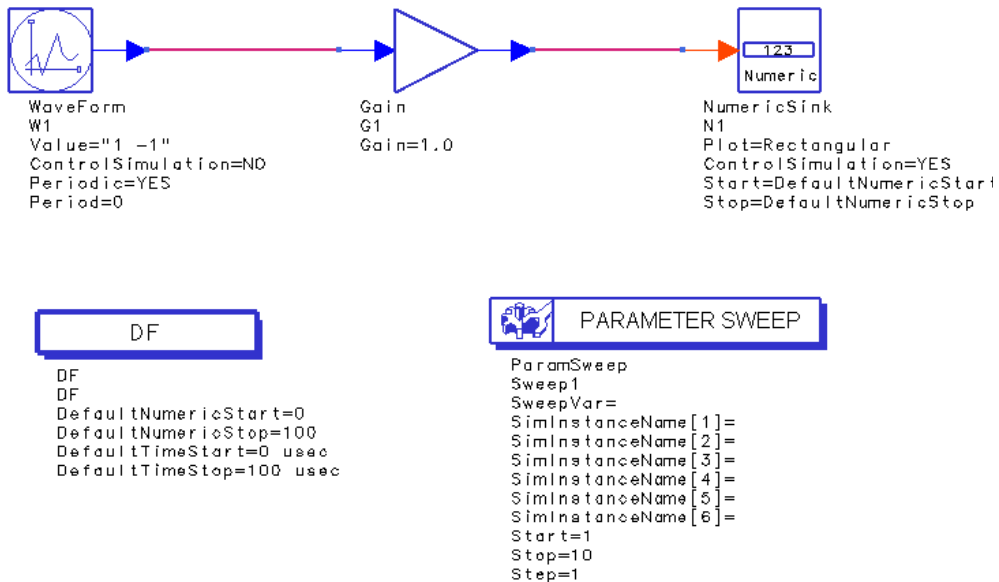 123
Numeric
WaveForm
W1
Value="1 -1"
ControlSimulation=NO
Periodic=YES
Period=0
Gain
G1
Gain=1.0
NumericSink
N1
Plot=Rectangular
ControlSimulation=YES
Start=DefaultNumericStart
Stop=DefaultNumericStop
DF
DF
DF
DefaultNumericStart=0
DefaultNumericStop=100
DefaultTimeStart=0 usec
DefaultTimeStop=100 usec
PARAMETER SWEEP
ParamSweep
Sweep1
SweepVar=
SimInstanceName[1]=
SimInstanceName[2]=
SimInstanceName[3]=
SimInstanceName[4]=
SimInstanceName[5]=
SimInstanceName[6]=
Start=1
Stop=10
Step=1